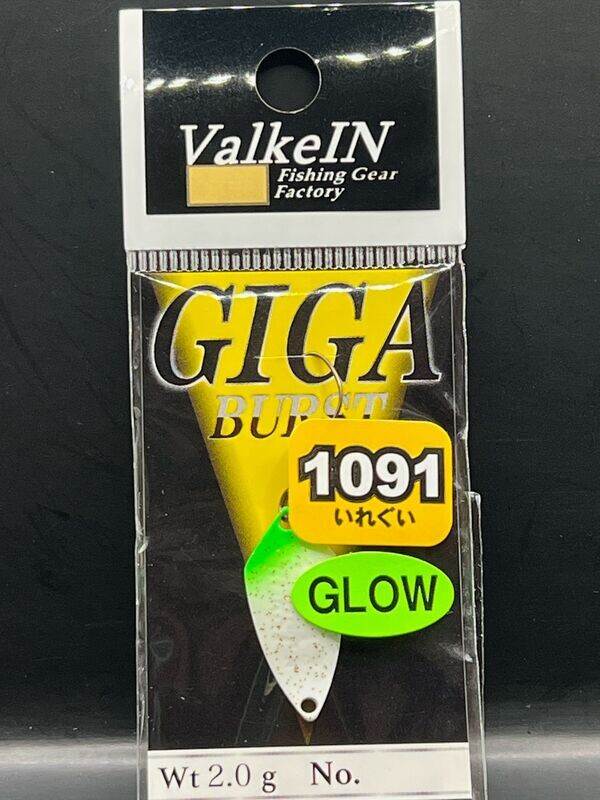 ValkeIN
Fishing Gear
Factory
GIGA
BURST
1091
いれぐい
GLOW
Wt 2.0 g No.